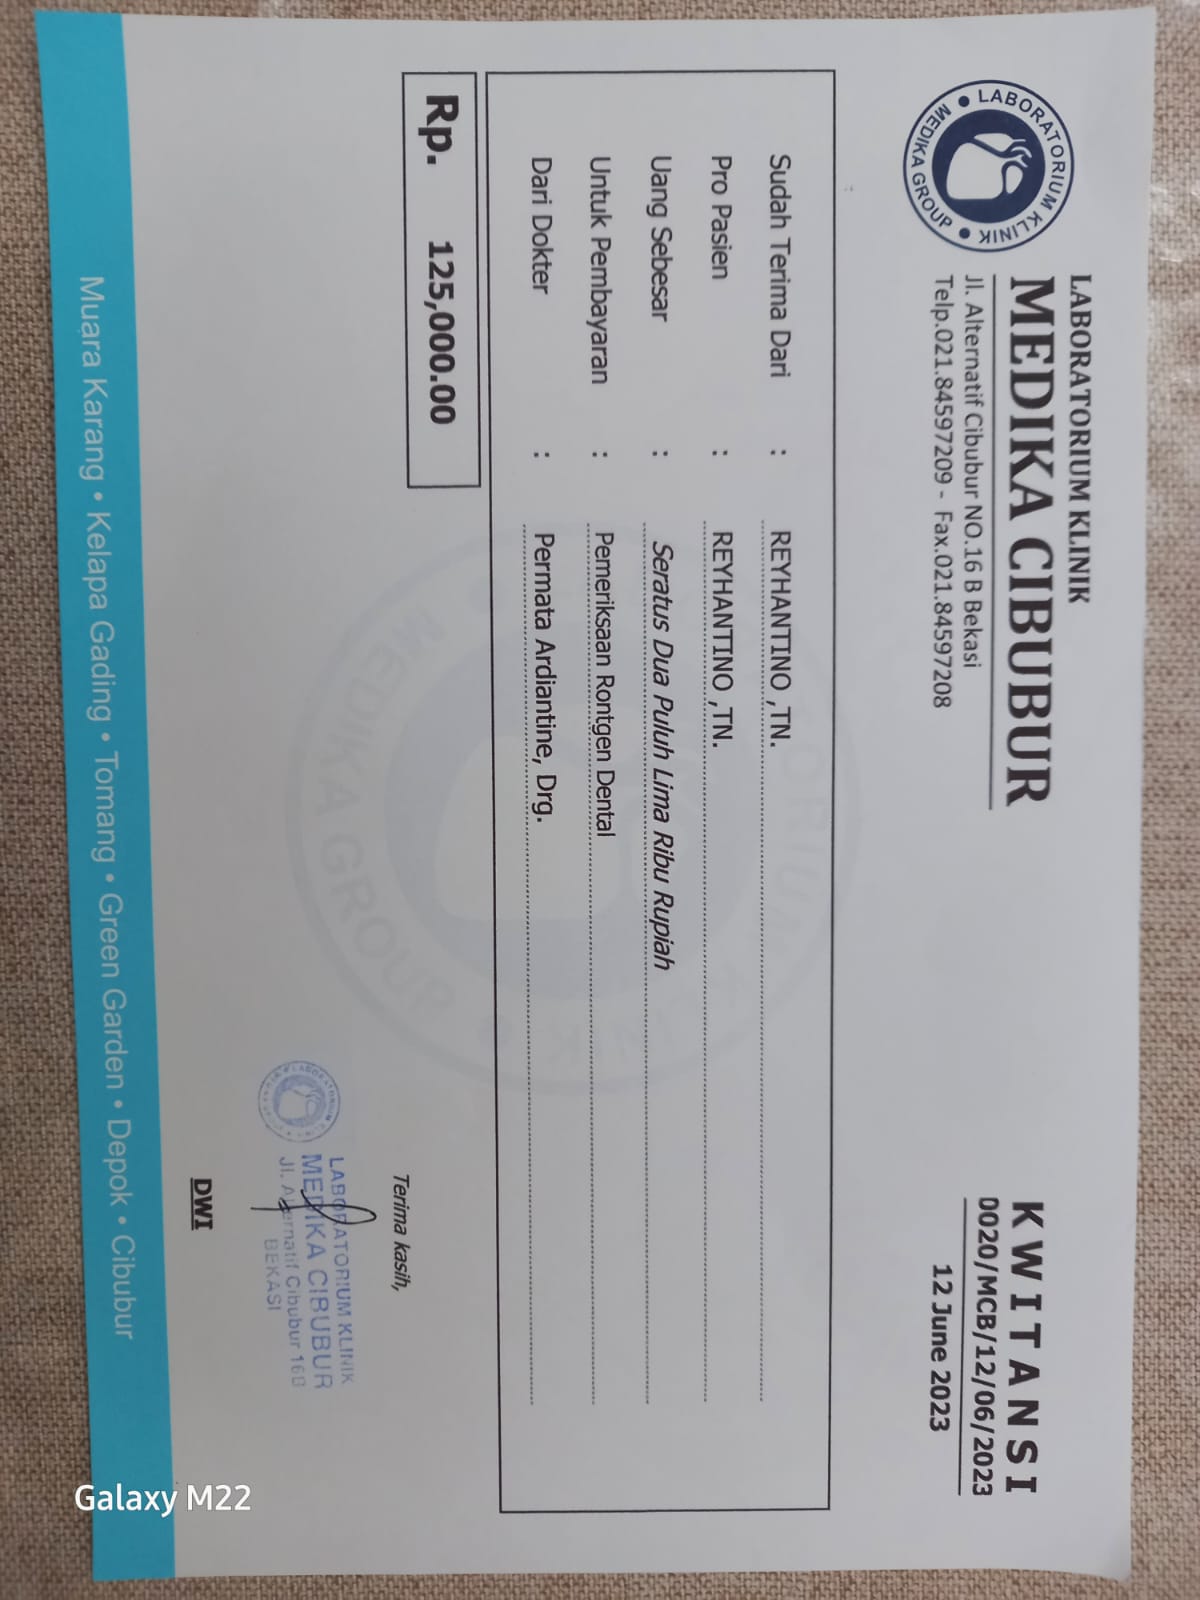 LABORATORIUM KLINIK
MEDIKA GROUP
LABORATORIUM KLINIK
MEDIKA CIBUBUR
Jl. Alternatif Cibubur NO.16 B Bekasi
Telp.021.84597209 - Fax.021.84597208
KWITANSI
0020/MCB/12/06/2023
12 June 2023
Sudah Terima Dari : REYHANTINO ,TN.
Pro Pasien : REYHANTINO ,TN.
Uang Sebesar : Seratus Dua Puluh Lima Ribu Rupiah
Untuk Pembayaran : Pemeriksaan Rontgen Dental
Dari Dokter : Permata Ardiantine, Drg.
Rp. 125,000.00
LABORATORIUM KLINIK
MEDIKA GROUP
Terima kasih,
LABORATORIUM KLINIK
MEDIKA CIBUBUR
Jl. Alternatif Cibubur 16B
BEKASI
DWI
Muara Karang • Kelapa Gading • Tomang • Green Garden • Depok • Cibubur
Galaxy M22